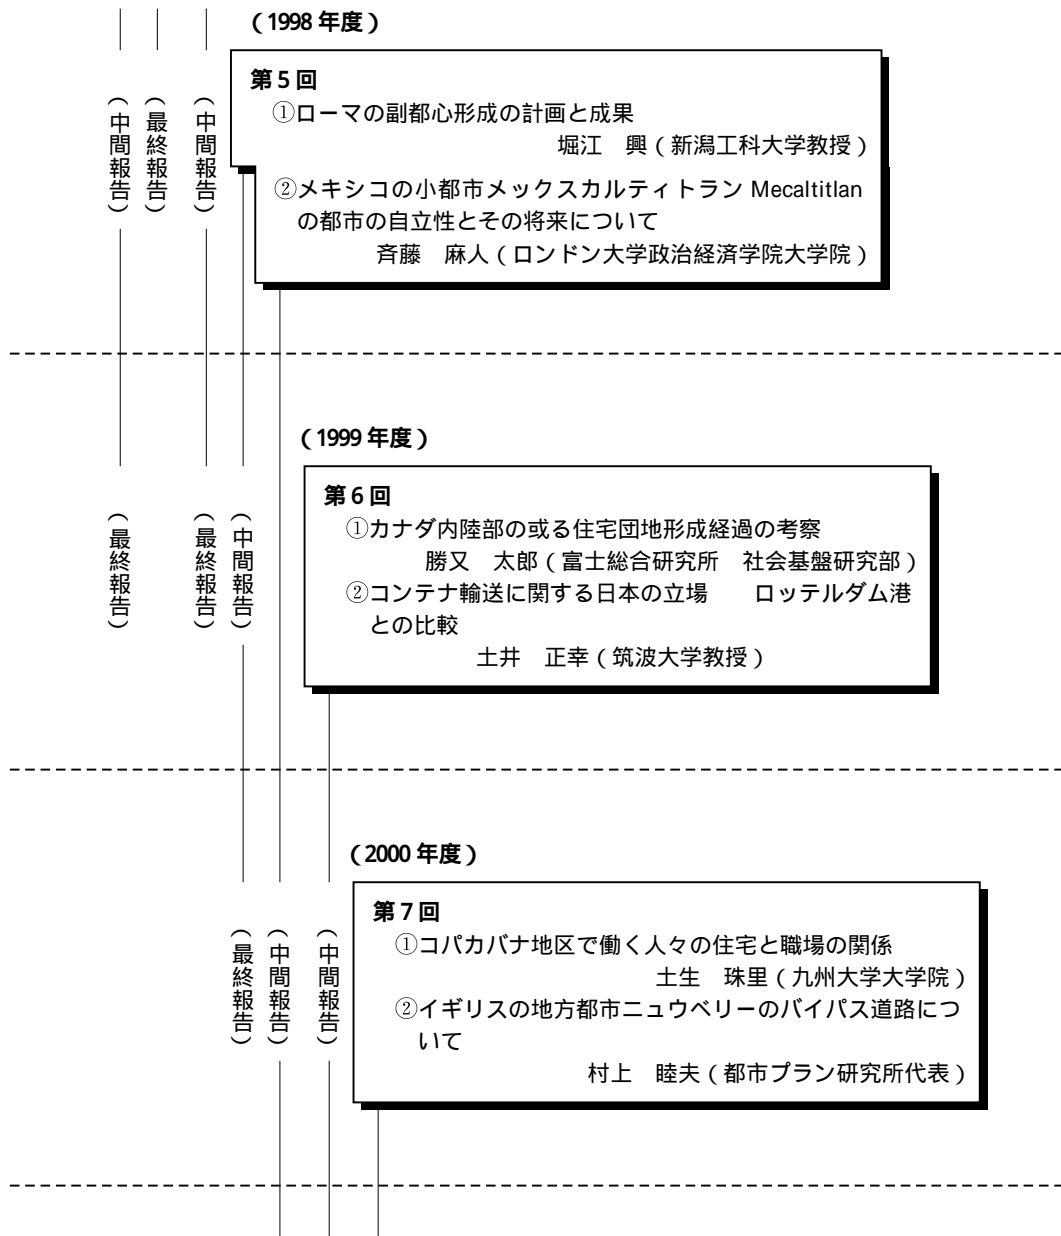 (1998 年度)
第5回
①ローマの副都心形成の計画と成果
堀江 興(新潟工科大学教授)
②メキシコの小都市メックスカルティトラン Mecaltitlan
の都市の自立性とその将来について
斉藤 麻人(ロンドン大学政治経済学院大学院)
(中間報告)
(最終報告)
(中間報告)
(1999 年度)
第6回
①カナダ内陸部の或る住宅団地形成経過の考察
勝又 太郎(富士総合研究所 社会基盤研究部)
②コンテナ輸送に関する日本の立場 ロッテルダム港
との比較
土井 正幸(筑波大学教授)
(最終報告)
(最終報告)
(中間報告)
(2000 年度)
第7回
①コパカバナ地区で働く人々の住宅と職場の関係
土生 珠里(九州大学大学院)
②イギリスの地方都市ニュウベリーのバイパス道路につ
いて
村上 睦夫(都市プラン研究所代表)
(最終報告)
(中間報告)
(中間報告)